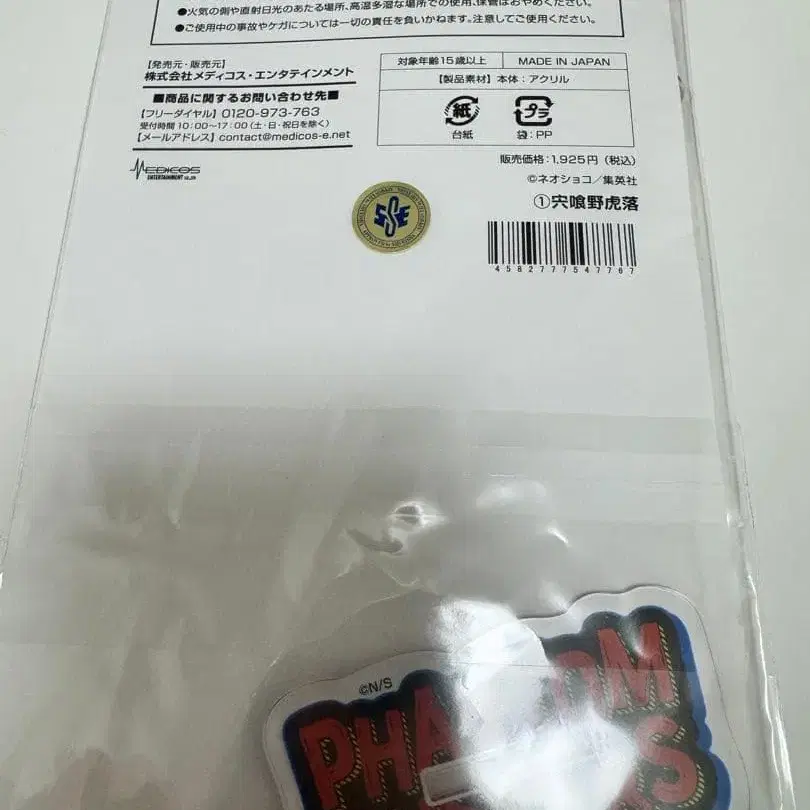 ●火気の側や直射日光のあたる場所、高湿多湿な場所での使用、保管はおやめください。
●ご使用中の事故やケガについては一切の責任を負いかねます。注意してご使用ください。
【発売元・販売元】
株式会社メディコス・エンタテインメント
■商品に関するお問い合わせ先■
【フリーダイヤル】0120-973-763
受付時間 10:00〜17:00(土・日・祝日を除く)
【メールアドレス】contact@medicos-e.net
MEDICOS
ENTERTAINMENT CO.,LTD
対象年齢15歳以上 MADE IN JAPAN
【製品素材】本体:アクリル
紙 プラ
台紙 袋:PP
販売価格:1,925円(税込)
©ネオショコ/集英社
①宍喰野虎落
4582777547767
SSE
©N/S
PHA OM
S